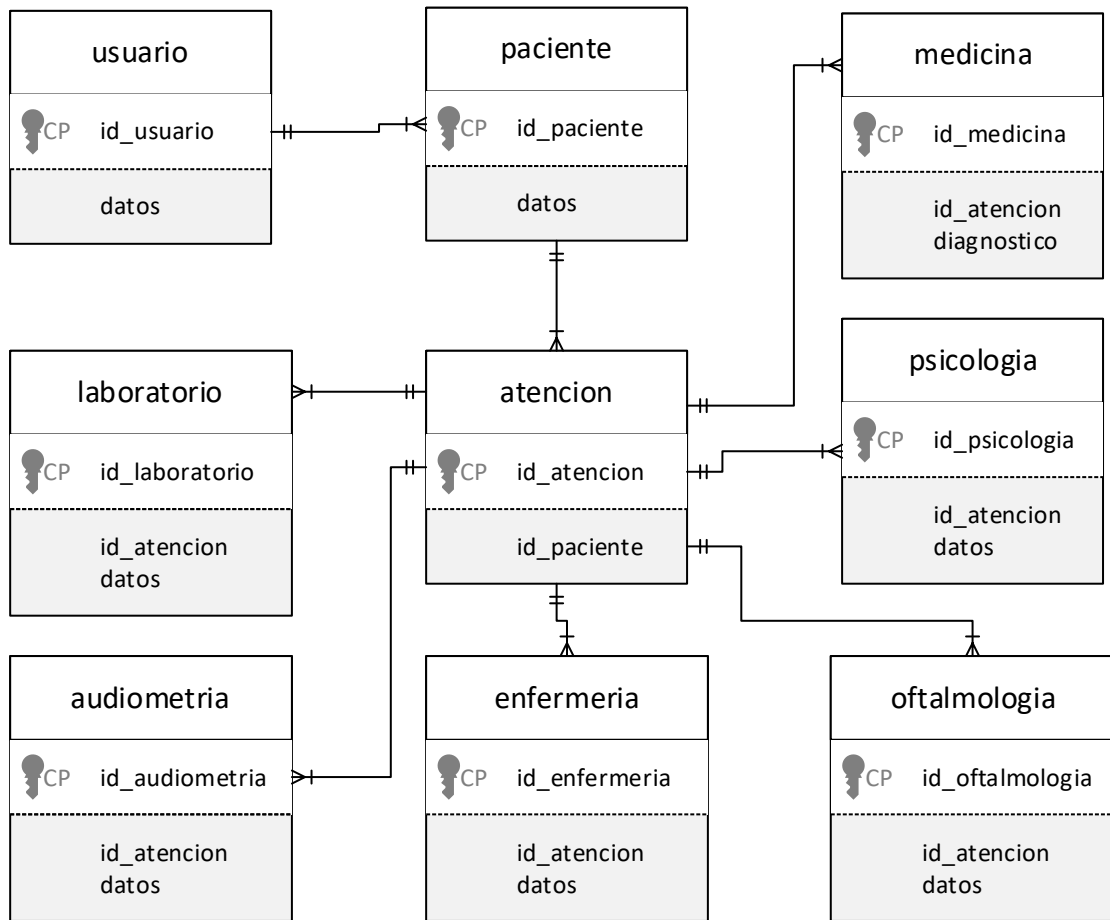 usuario
CP id_usuario
datos
paciente
CP id_paciente
datos
medicina
CP id_medicina
id_atencion
diagnostico
laboratorio
CP id_laboratorio
id_atencion
datos
atencion
CP id_atencion
id_paciente
psicologia
CP id_psicologia
id_atencion
datos
audiometria
CP id_audiometria
id_atencion
datos
enfermeria
CP id_enfermeria
id_atencion
datos
oftalmologia
CP id_oftalmologia
id_atencion
datos